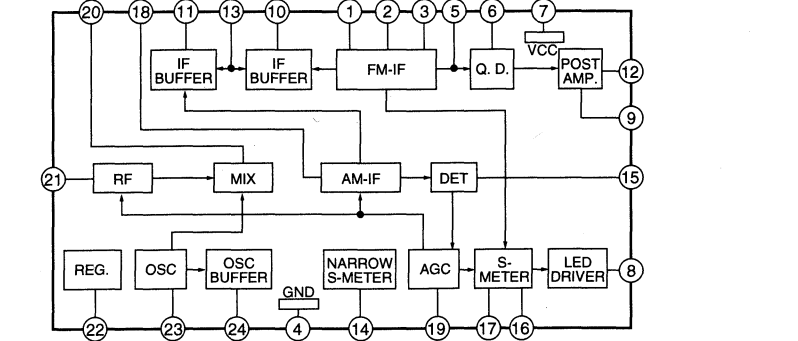 20 18 11 13 10 1 2 3 5 6 7
VCC
IF
BUFFER
IF
BUFFER
FM-IF
Q. D.
POST
AMP.
12
9
21
RF
MIX
AM-IF
DET
15
REG.
OSC
OSC
BUFFER
NARROW
S-METER
AGC
S-
METER
LED
DRIVER
8
GND
22 23 24 4 14 19 17 16